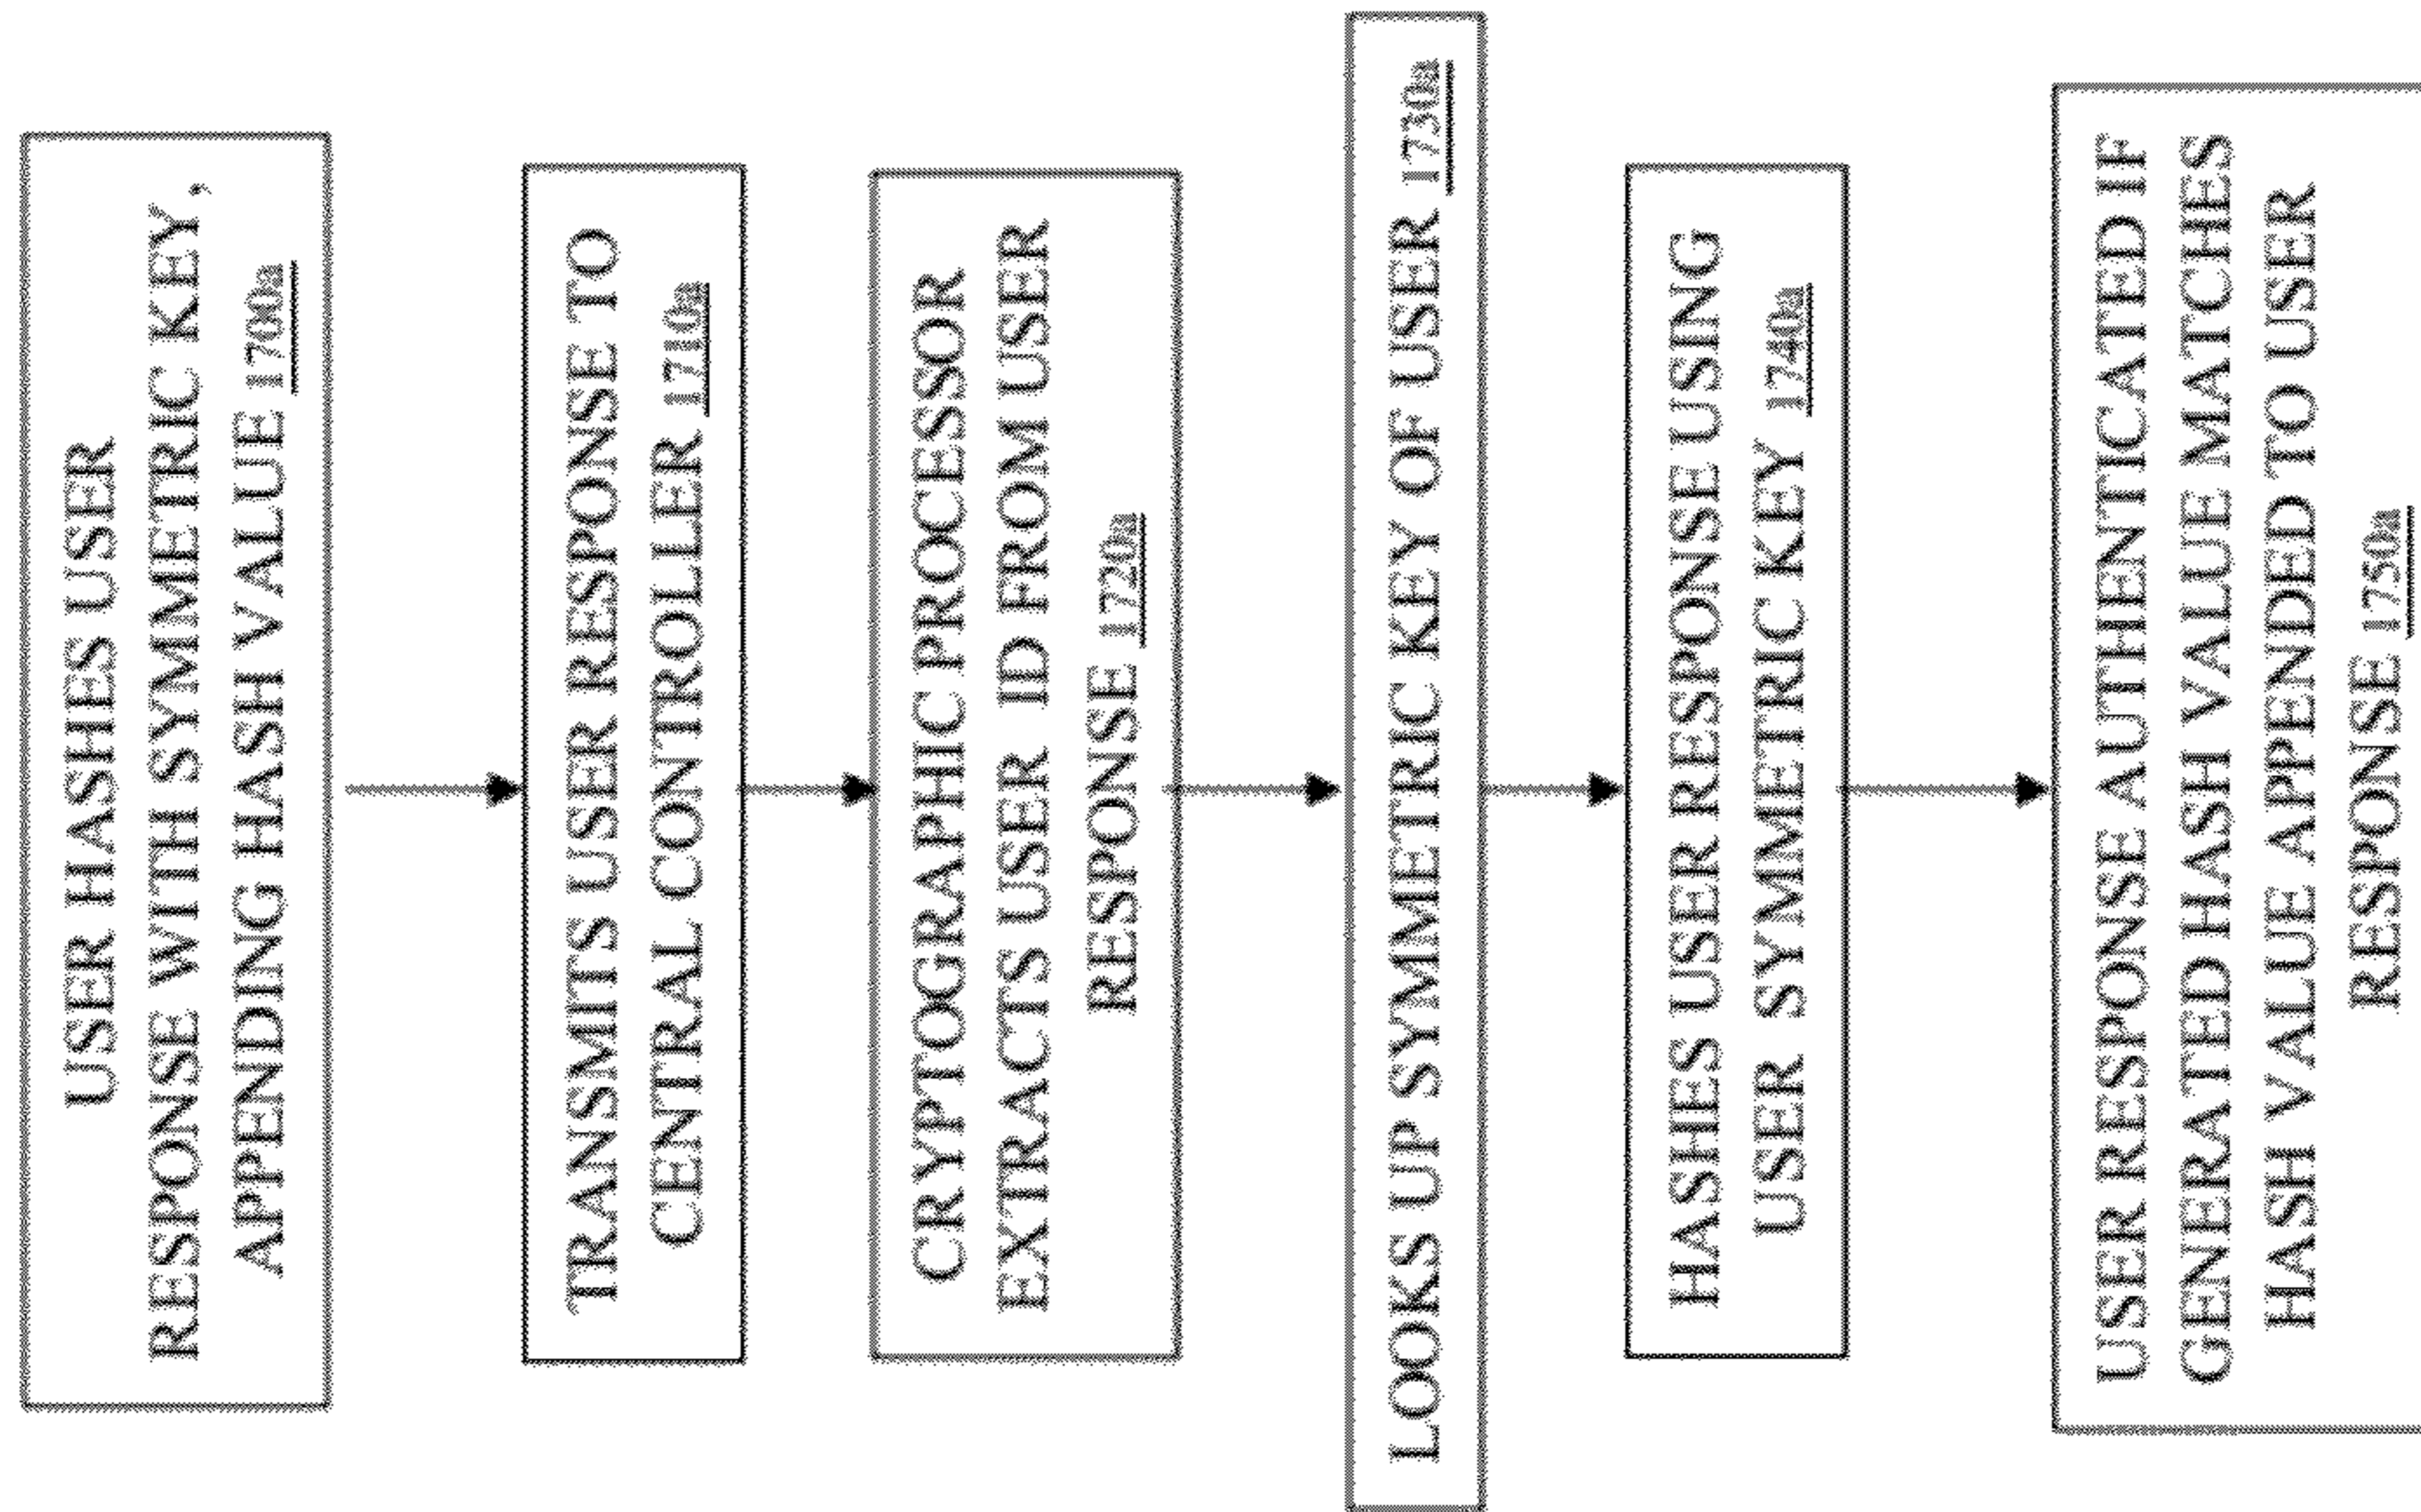 USER HASHES USER
RESPONSE WITH SYMMETRIC KEY,
APPENDING HASH VALUE 1700a
TRANSMITS USER RESPONSE TO
CENTRAL CONTROLLER 1710a
CRYPTOGRAPHIC PROCESSOR
EXTRACTS USER ID FROM USER
RESPONSE 1720a
LOOKS UP SYMMETRIC KEY OF USER 1730a
HASHES USER RESPONSE USING
USER SYMMETRIC KEY 1740a
USER RESPONSE AUTHENTICATED IF
GENERATED HASH VALUE MATCHES
HASH VALUE APPENDED TO USER
RESPONSE 1750a